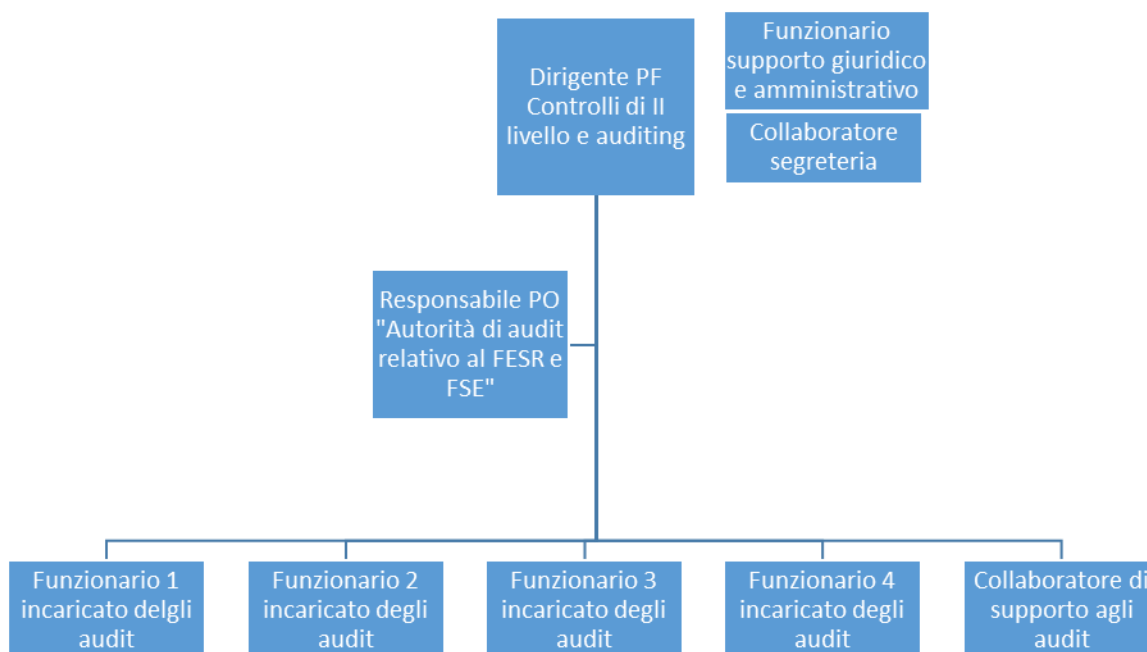 Dirigente PF
Controlli di II
livello e auditing
Funzionario
supporto giuridico
e amministrativo
Collaboratore
segreteria
Responsabile PO
"Autorità di audit
relativo al FESR e
FSE"
Funzionario 1
incaricato delgli
audit
Funzionario 2
incaricato degli
audit
Funzionario 3
incaricato degli
audit
Funzionario 4
incaricato degli
audit
Collaboratore di
supporto agli
audit